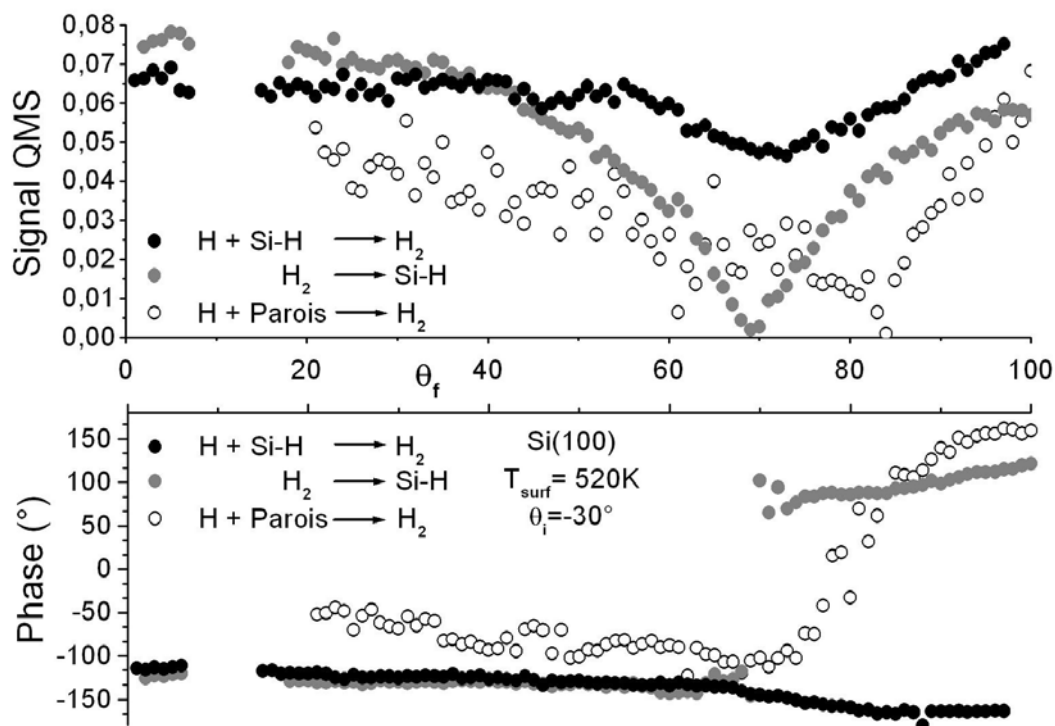 0,08
0,07
0,06
0,05
0,04
0,03
0,02
0,01
0,00
Signal QMS
H + Si-H → H₂
H₂ → Si-H
H + Parois → H₂
0 20 40 60 80 100
θf
150
100
50
0
-50
-100
-150
Phase (°)
H + Si-H → H₂
H₂ → Si-H
H + Parois → H₂
Si(100)
Tsurf= 520K
θi=-30°